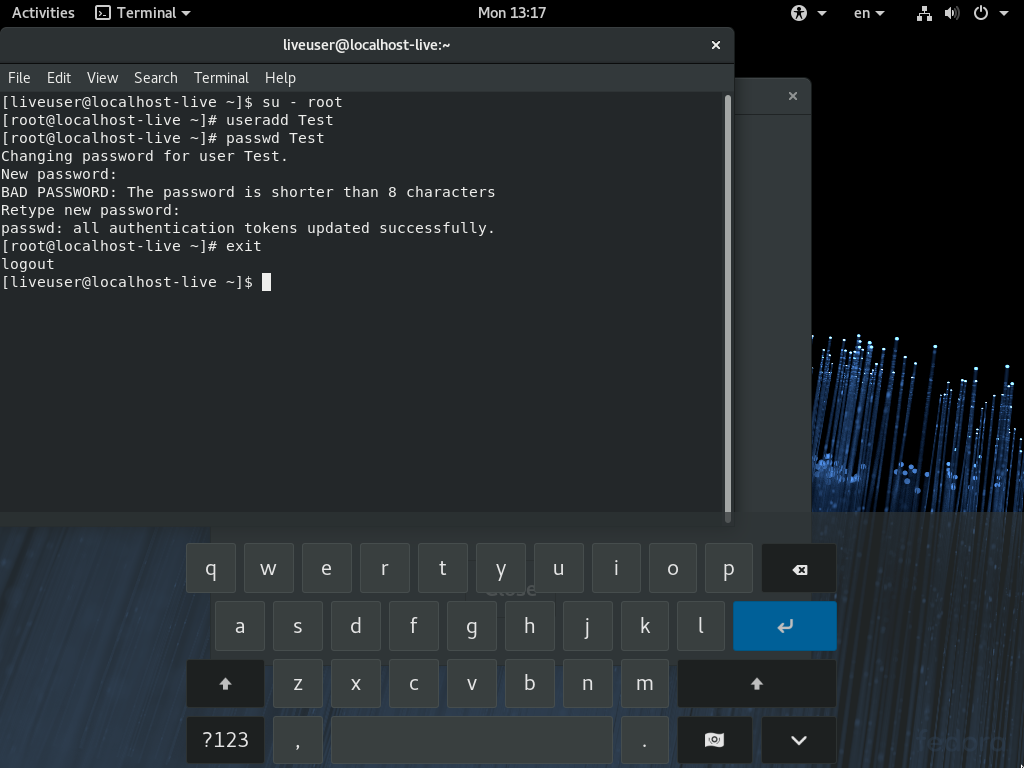 Activities Terminal Mon 13:17 en
liveuser@localhost-live:~
File Edit View Search Terminal Help
[liveuser@localhost-live ~]$ su - root
[root@localhost-live ~]# useradd Test
[root@localhost-live ~]# passwd Test
Changing password for user Test.
New password:
BAD PASSWORD: The password is shorter than 8 characters
Retype new password:
passwd: all authentication tokens updated successfully.
[root@localhost-live ~]# exit
logout
[liveuser@localhost-live ~]$
q w e r t y u i o p
Close
a s d f g h j k l
z x c v b n m
?123 , .
fedora